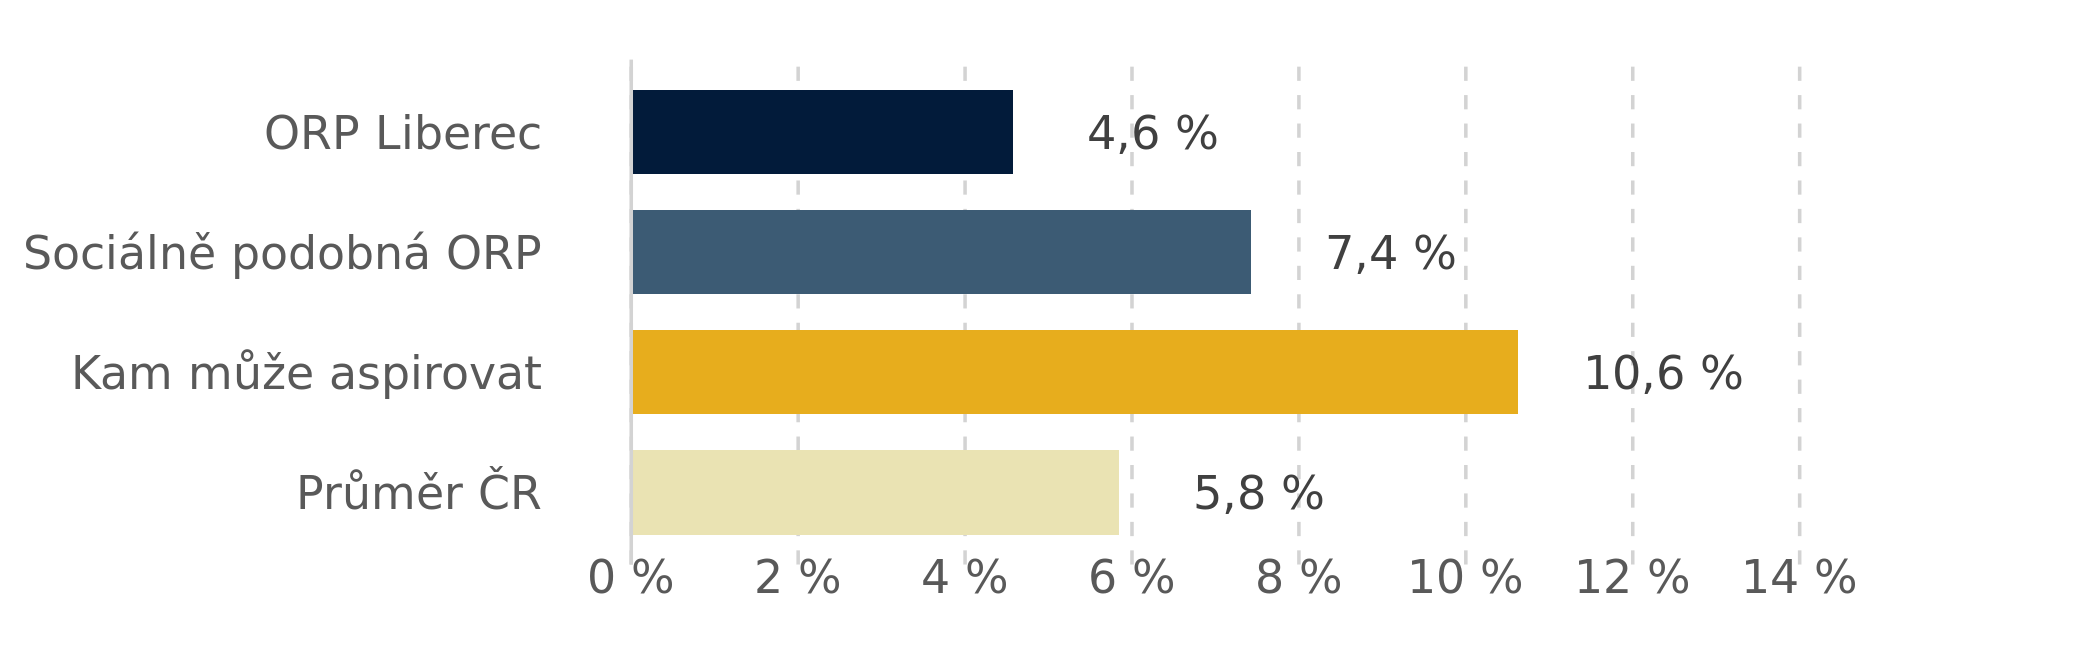 ORP Liberec 4,6 %
Sociálně podobná ORP 7,4 %
Kam může aspirovat 10,6 %
Průměr ČR 5,8 %
0 % 2 % 4 % 6 % 8 % 10 % 12 % 14 %